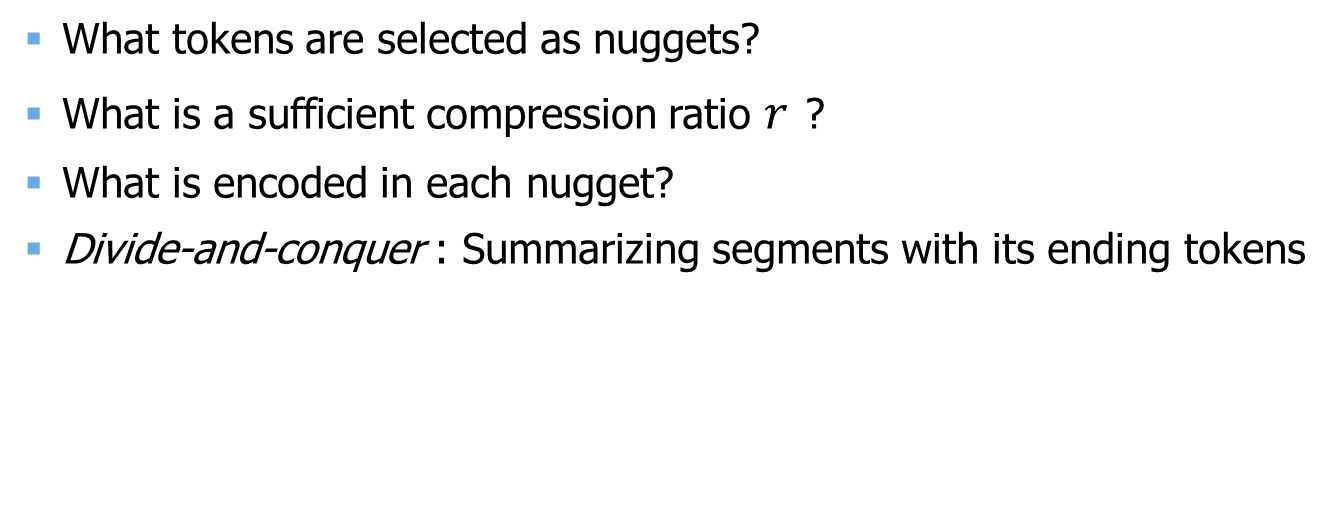 ▪ What tokens are selected as nuggets?
▪ What is a sufficient compression ratio r ?
▪ What is encoded in each nugget?
▪ Divide-and-conquer : Summarizing segments with its ending tokens